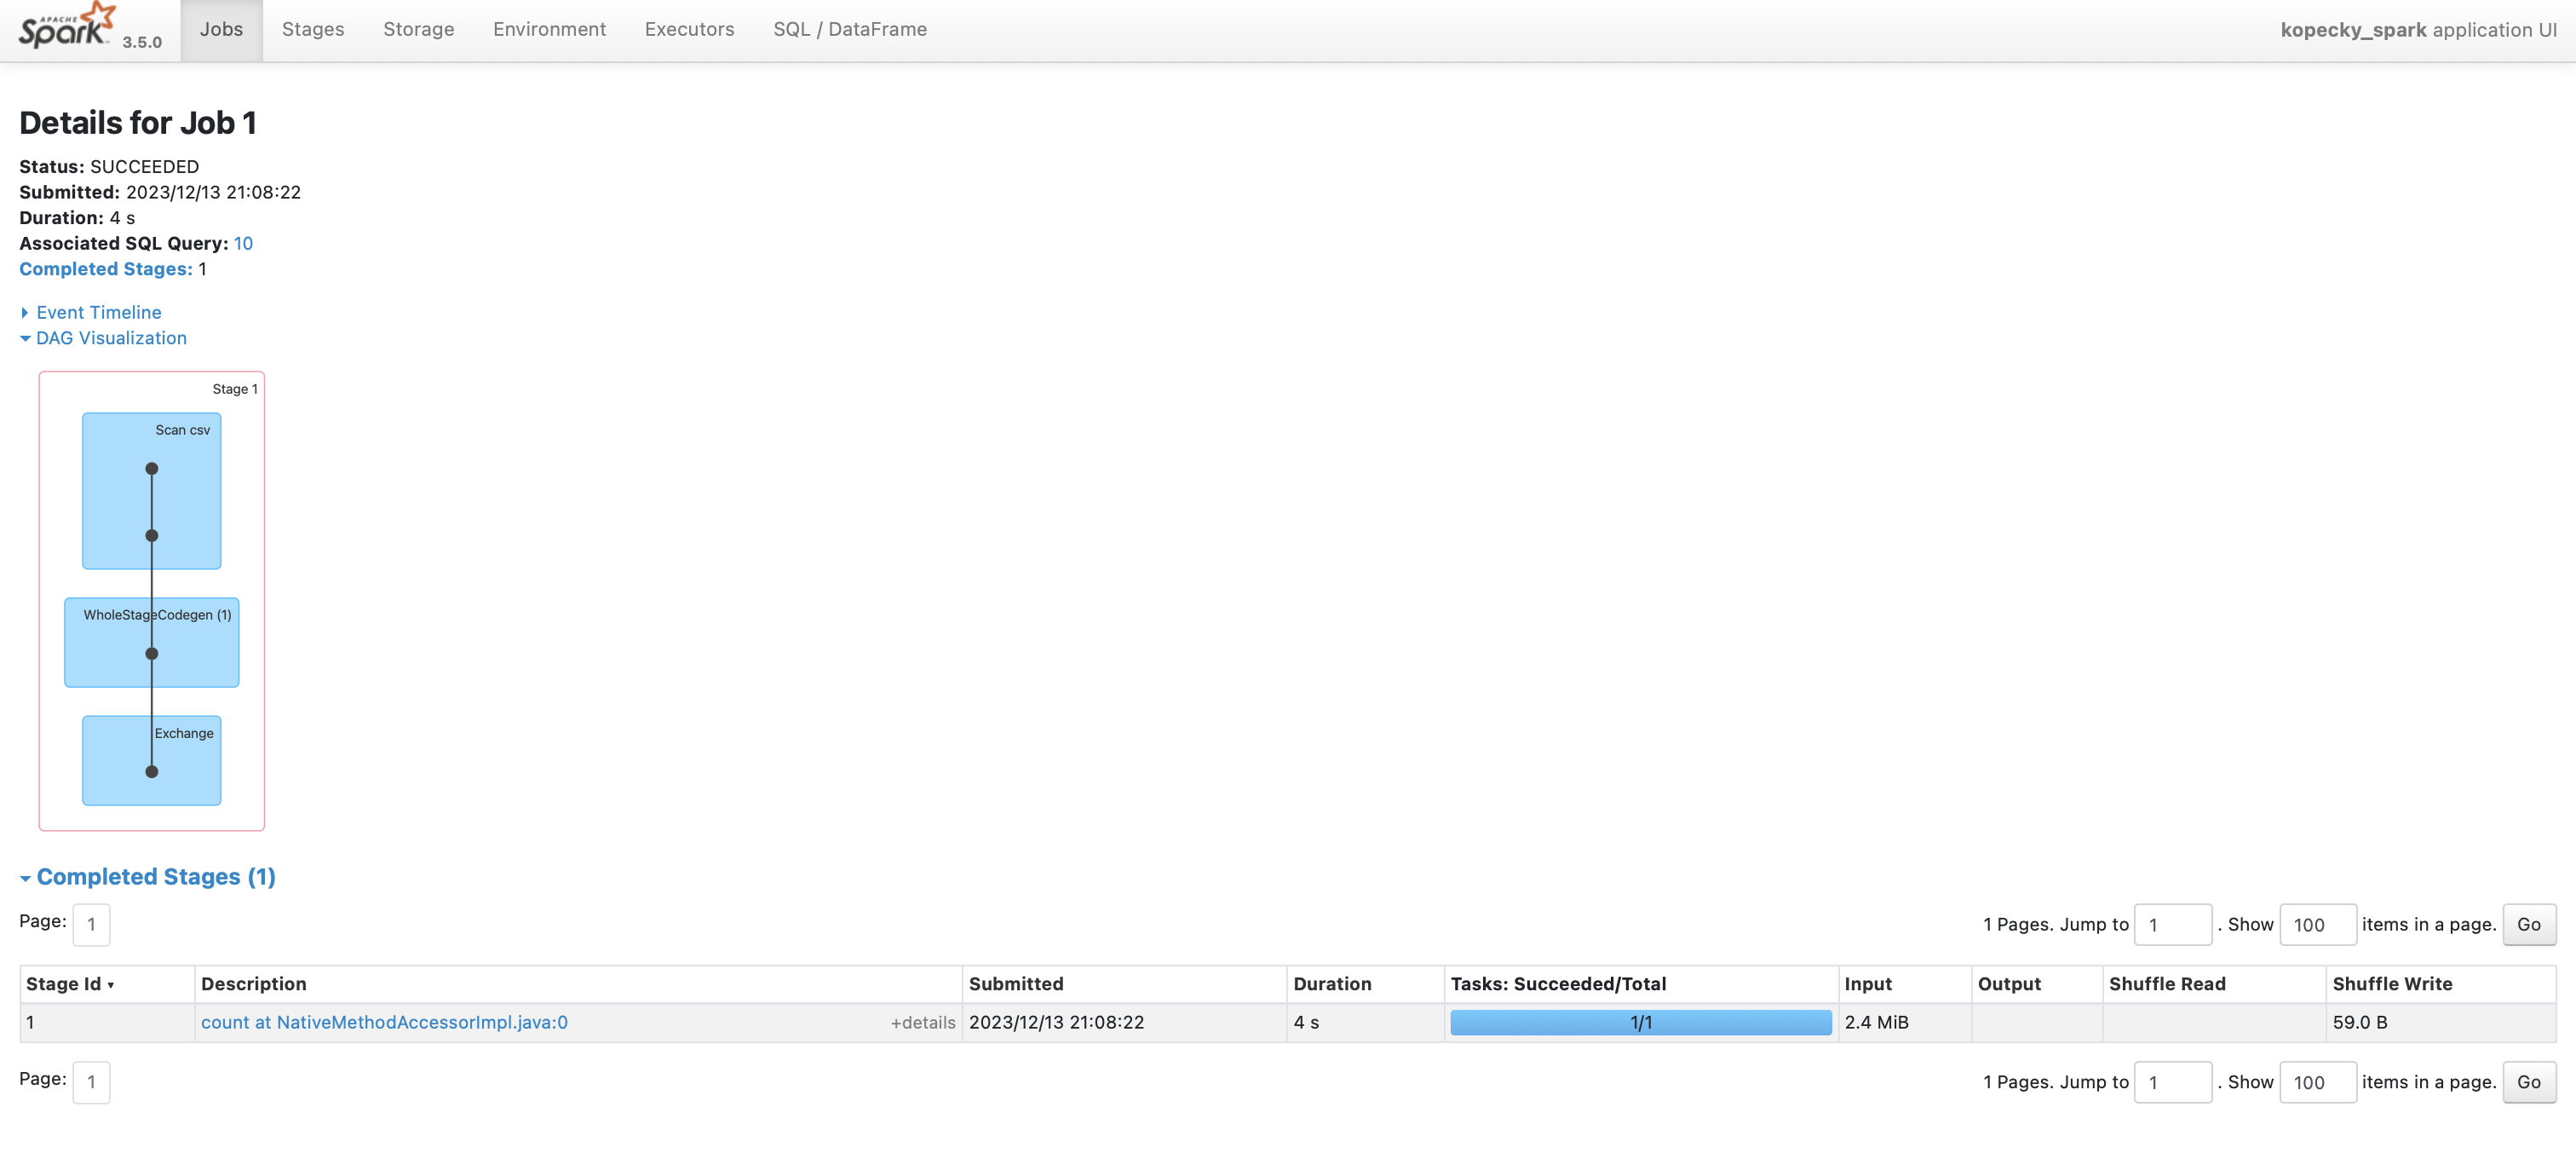 APACHE Spark 3.5.0 Jobs Stages Storage Environment Executors SQL / DataFrame kopecky_spark application UI
Details for Job 1
Status: SUCCEEDED
Submitted: 2023/12/13 21:08:22
Duration: 4 s
Associated SQL Query: 10
Completed Stages: 1
Event Timeline
DAG Visualization
Stage 1
Scan csv
WholeStageCodegen (1)
Exchange
Completed Stages (1)
Page: 1 1 Pages. Jump to 1 . Show 100 items in a page. Go
Stage Id ▾ Description Submitted Duration Tasks: Succeeded/Total Input Output Shuffle Read Shuffle Write
1 count at NativeMethodAccessorImpl.java:0 +details 2023/12/13 21:08:22 4 s 1/1 2.4 MiB 59.0 B
Page: 1 1 Pages. Jump to 1 . Show 100 items in a page. Go